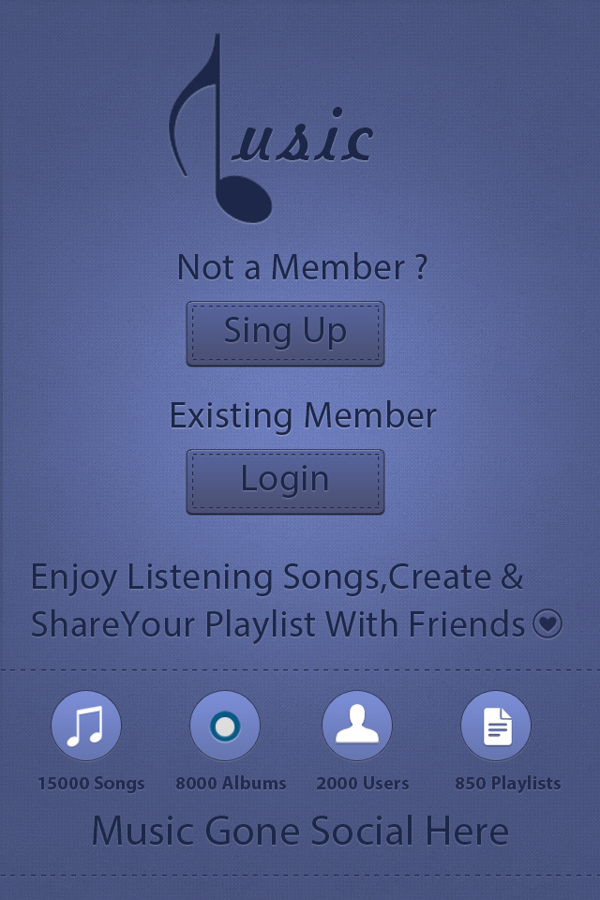 usic
Not a Member ?
Sing Up
Existing Member
Login
Enjoy Listening Songs,Create &
ShareYour Playlist With Friends
15000 Songs 8000 Albums 2000 Users 850 Playlists
Music Gone Social Here